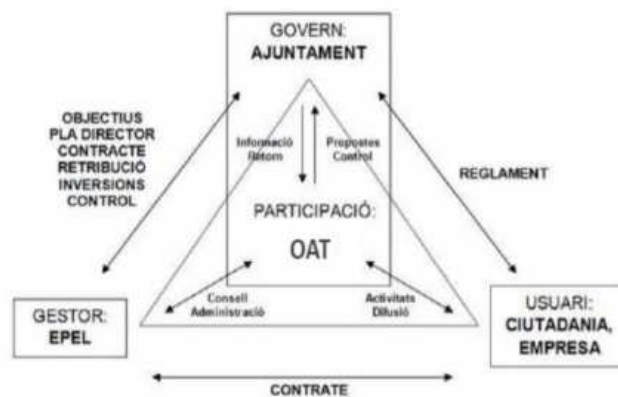 GOVERN:
AJUNTAMENT
OBJECTIUS
PLA DIRECTOR
CONTRACTE
RETRIBUCIÓ
INVERSIONS
CONTROL
Informació
Retorn
Propostes
Control
REGLAMENT
PARTICIPACIÓ:
OAT
Consell
Administració
Activitats
Difusió
GESTOR:
EPEL
USUARI:
CIUTADANIA,
EMPRESA
CONTRATE